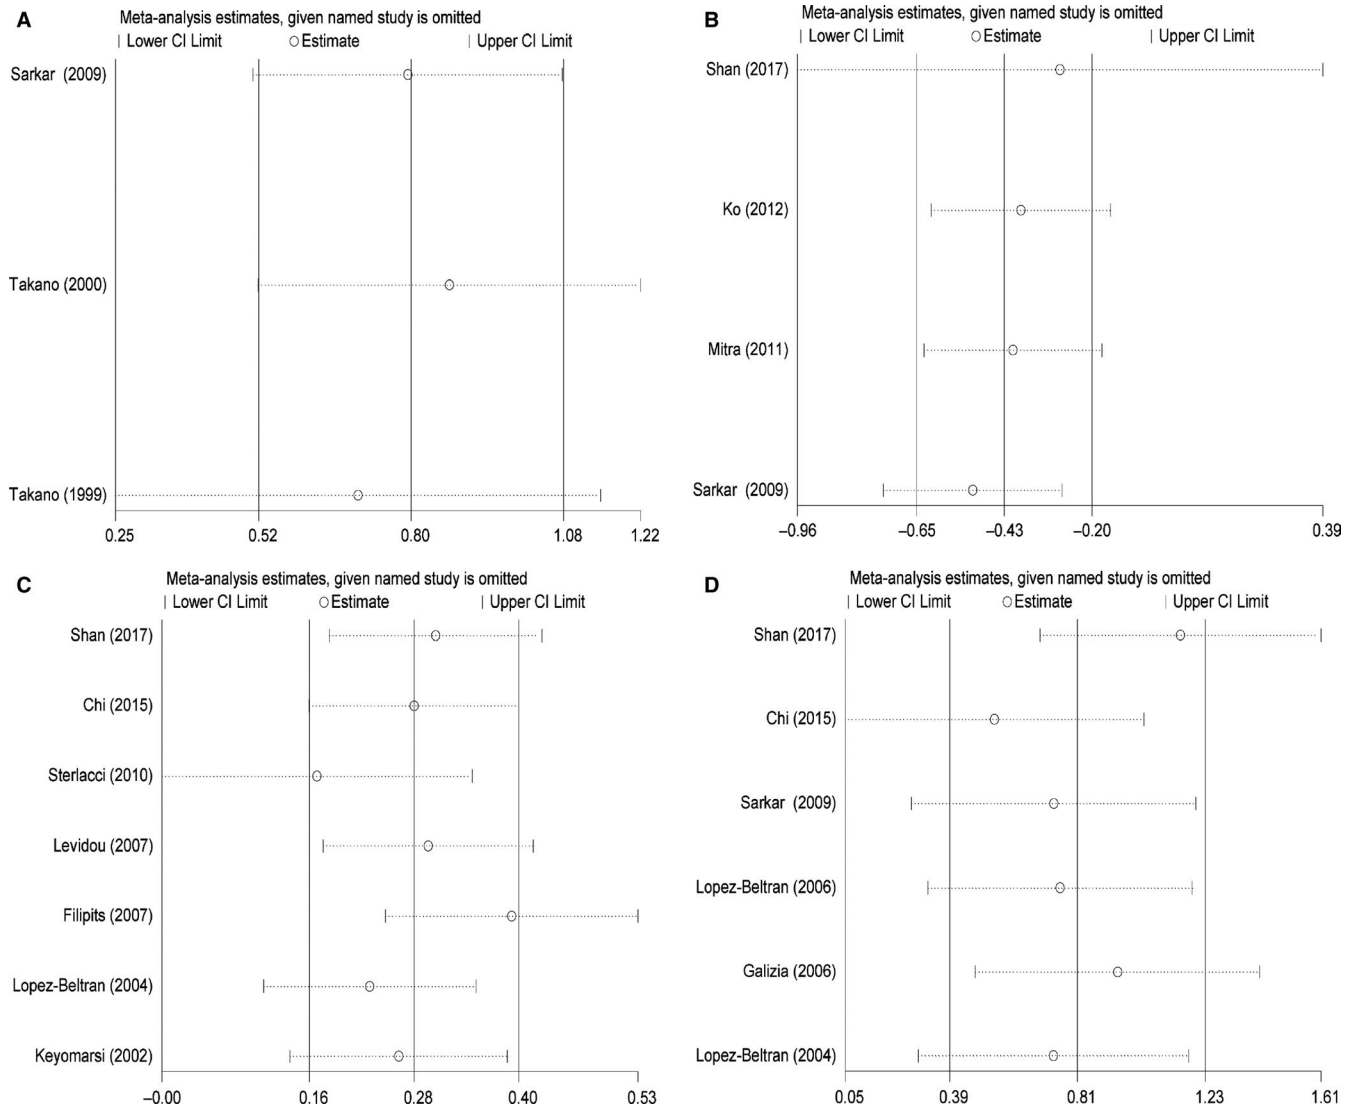 A
Meta-analysis estimates, given named study is omitted
| Lower CI Limit ○ Estimate | Upper CI Limit
Sarkar (2009)
Takano (2000)
Takano (1999)
0.25 0.52 0.80 1.08 1.22
B
Meta-analysis estimates, given named study is omitted
| Lower CI Limit ○ Estimate | Upper CI Limit
Shan (2017)
Ko (2012)
Mitra (2011)
Sarkar (2009)
–0.96 –0.65 –0.43 –0.20 0.39
C
Meta-analysis estimates, given named study is omitted
| Lower CI Limit ○ Estimate | Upper CI Limit
Shan (2017)
Chi (2015)
Sterlacci (2010)
Levidou (2007)
Filipits (2007)
Lopez-Beltran (2004)
Keyomarsi (2002)
–0.00 0.16 0.28 0.40 0.53
D
Meta-analysis estimates, given named study is omitted
| Lower CI Limit ○ Estimate | Upper CI Limit
Shan (2017)
Chi (2015)
Sarkar (2009)
Lopez-Beltran (2006)
Galizia (2006)
Lopez-Beltran (2004)
0.05 0.39 0.81 1.23 1.61